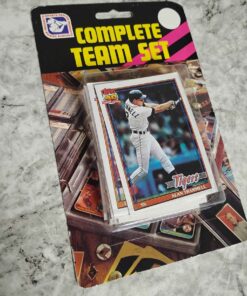 COMPLETE
TEAM SET
Tigers
ALAN TRAMMELL